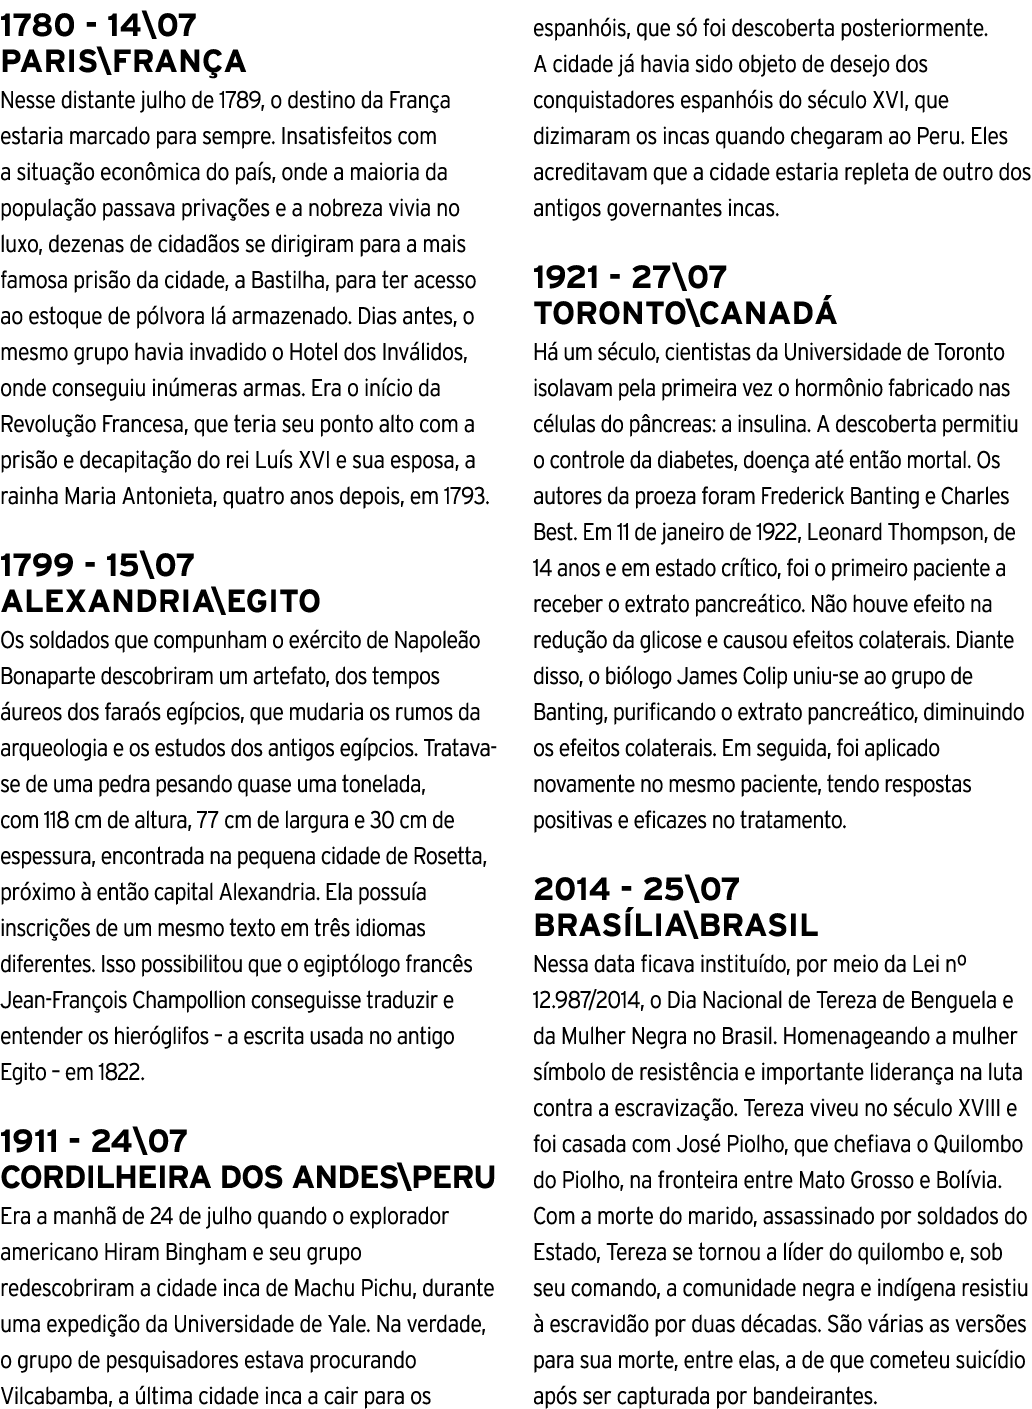 1780 - 14\07
PARIS\FRANÇA
Nesse distante julho de 1789, o destino da França
estaria marcado para sempre. Insatisfeitos com
a situação econômica do país, onde a maioria da
população passava privações e a nobreza vivia no
luxo, dezenas de cidadãos se dirigiram para a mais
famosa prisão da cidade, a Bastilha, para ter acesso
ao estoque de pólvora lá armazenado. Dias antes, o
mesmo grupo havia invadido o Hotel dos Inválidos,
onde conseguiu inúmeras armas. Era o início da
Revolução Francesa, que teria seu ponto alto com a
prisão e decapitação do rei Luís XVI e sua esposa, a
rainha Maria Antonieta, quatro anos depois, em 1793.
1799 - 15\07
ALEXANDRIA\EGITO
Os soldados que compunham o exército de Napoleão
Bonaparte descobriram um artefato, dos tempos
áureos dos faraós egípcios, que mudaria os rumos da
arqueologia e os estudos dos antigos egípcios. Tratava-
se de uma pedra pesando quase uma tonelada,
com 118 cm de altura, 77 cm de largura e 30 cm de
espessura, encontrada na pequena cidade de Rosetta,
próximo à então capital Alexandria. Ela possuía
inscrições de um mesmo texto em três idiomas
diferentes. Isso possibilitou que o egiptólogo francês
Jean-François Champollion conseguisse traduzir e
entender os hieróglifos – a escrita usada no antigo
Egito – em 1822.
1911 - 24\07
CORDILHEIRA DOS ANDES\PERU
Era a manhã de 24 de julho quando o explorador
americano Hiram Bingham e seu grupo
redescobriram a cidade inca de Machu Pichu, durante
uma expedição da Universidade de Yale. Na verdade,
o grupo de pesquisadores estava procurando
Vilcabamba, a última cidade inca a cair para os
espanhóis, que só foi descoberta posteriormente.
A cidade já havia sido objeto de desejo dos
conquistadores espanhóis do século XVI, que
dizimaram os incas quando chegaram ao Peru. Eles
acreditavam que a cidade estaria repleta de outro dos
antigos governantes incas.
1921 - 27\07
TORONTO\CANADÁ
Há um século, cientistas da Universidade de Toronto
isolavam pela primeira vez o hormônio fabricado nas
células do pâncreas: a insulina. A descoberta permitiu
o controle da diabetes, doença até então mortal. Os
autores da proeza foram Frederick Banting e Charles
Best. Em 11 de janeiro de 1922, Leonard Thompson, de
14 anos e em estado crítico, foi o primeiro paciente a
receber o extrato pancreático. Não houve efeito na
redução da glicose e causou efeitos colaterais. Diante
disso, o biólogo James Colip uniu-se ao grupo de
Banting, purificando o extrato pancreático, diminuindo
os efeitos colaterais. Em seguida, foi aplicado
novamente no mesmo paciente, tendo respostas
positivas e eficazes no tratamento.
2014 - 25\07
BRASÍLIA\BRASIL
Nessa data ficava instituído, por meio da Lei nº
12.987/2014, o Dia Nacional de Tereza de Benguela e
da Mulher Negra no Brasil. Homenageando a mulher
símbolo de resistência e importante liderança na luta
contra a escravização. Tereza viveu no século XVIII e
foi casada com José Piolho, que chefiava o Quilombo
do Piolho, na fronteira entre Mato Grosso e Bolívia.
Com a morte do marido, assassinado por soldados do
Estado, Tereza se tornou a líder do quilombo e, sob
seu comando, a comunidade negra e indígena resistiu
à escravidão por duas décadas. São várias as versões
para sua morte, entre elas, a de que cometeu suicídio
após ser capturada por bandeirantes.